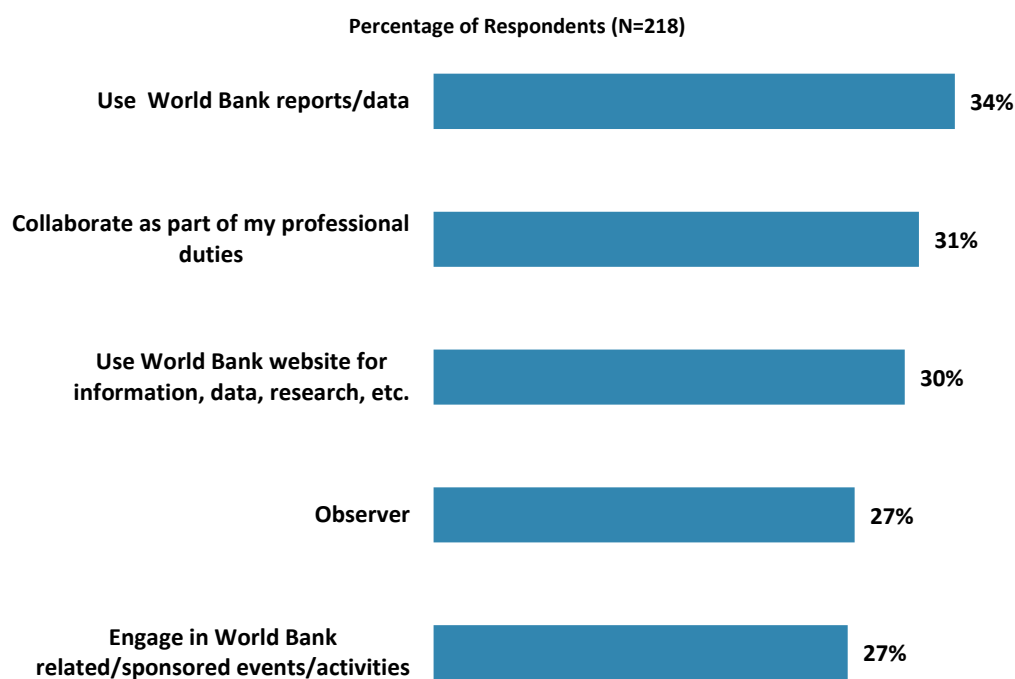 Percentage of Respondents (N=218)
Use World Bank reports/data
34%
Collaborate as part of my professional
duties
31%
Use World Bank website for
information, data, research, etc.
30%
Observer
27%
Engage in World Bank
related/sponsored events/activities
27%